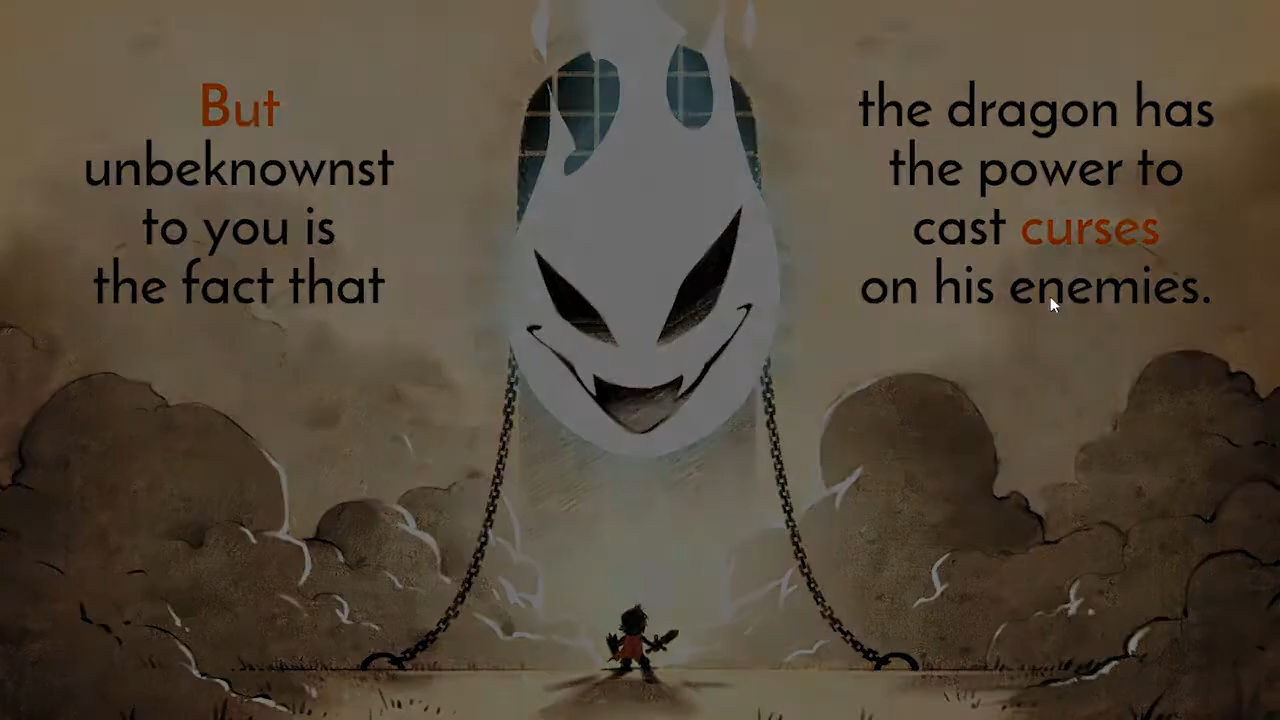 But
unbeknownst
to you is
the fact that
the dragon has
the power to
cast curses
on his enemies.